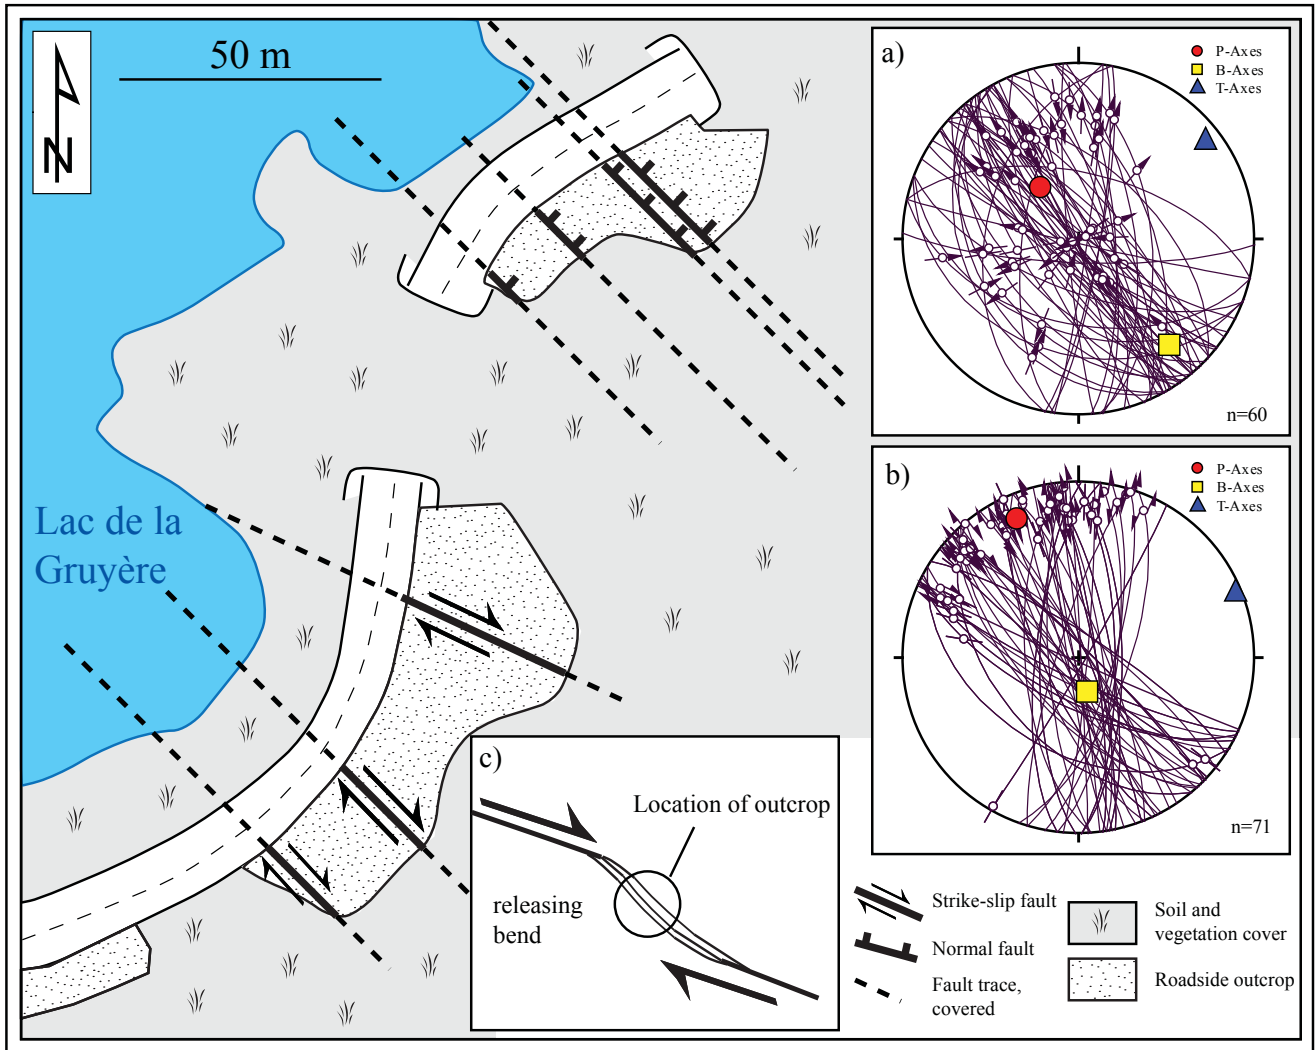 50 m
N
Lac de la
Gruyère
a)
P-Axes
B-Axes
T-Axes
n=60
b)
P-Axes
B-Axes
T-Axes
n=71
c)
Location of outcrop
releasing
bend
Strike-slip fault
Normal fault
Fault trace,
covered
Soil and
vegetation cover
Roadside outcrop